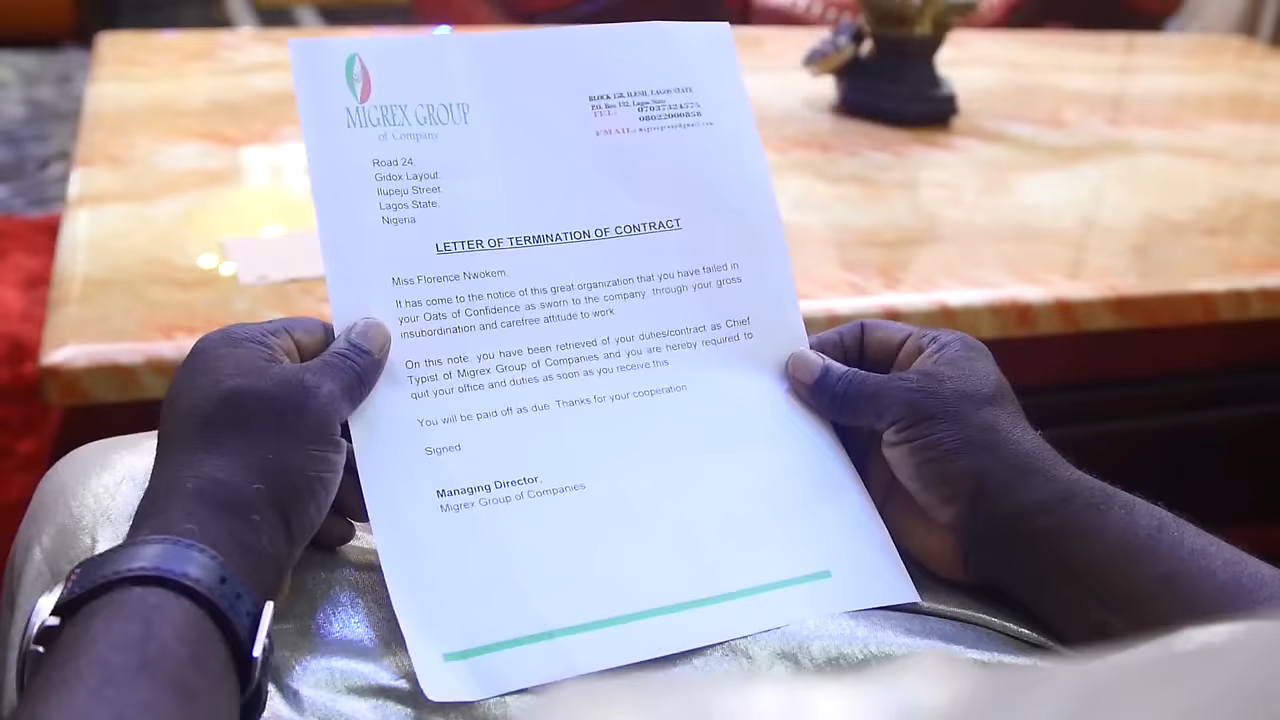 MIGREX GROUP
of Company
P.O. Box 132, Lagos State
TEL:
08022000858
EMAIL:
Road 24,
Gidox Layout
Ilupeju Street
Lagos State,
Nigeria
LETTER OF TERMINATION OF CONTRACT
Miss Florence Nwokem,
It has come to the notice of this great organization that you have failed in
your Oats of Confidence as sworn to the company, through your gross
insubordination and carefree attitude to work
On this note, you have been retrieved of your duties/contract as Chief
Typist of Migrex Group of Companies and you are hereby required to
quit your office and duties as soon as you receive this
You will be paid off as due. Thanks for your cooperation
Signed
Managing Director,
Migrex Group of Companies